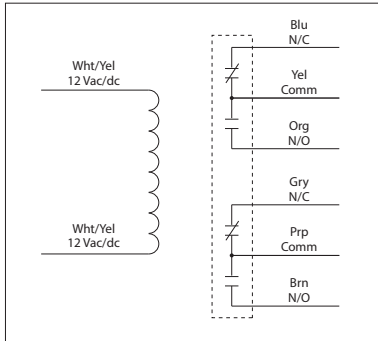 Wht/Yel
12 Vac/dc
Wht/Yel
12 Vac/dc
Blu
N/C
Yel
Comm
Org
N/O
Gry
N/C
Prp
Comm
Brn
N/O